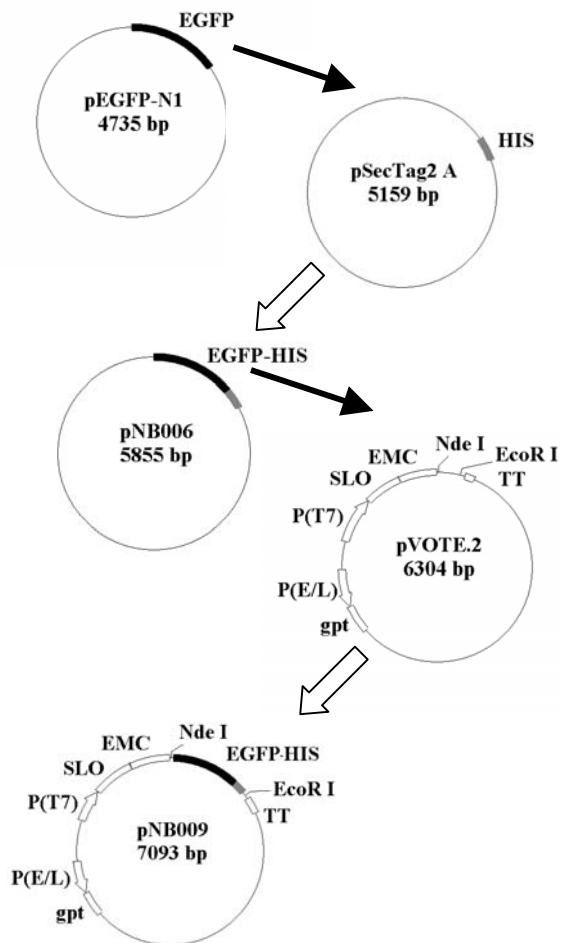 EGFP
pEGFP-N1
4735 bp
HIS
pSecTag2 A
5159 bp
EGFP-HIS
pNB006
5855 bp
Nde I
EcoR I
EMC
TT
SLO
P(T7)
pVOTE.2
6304 bp
P(E/L)
gpt
Nde I
EMC
EGFP-HIS
SLO
EcoR I
P(T7)
TT
pNB009
7093 bp
P(E/L)
gpt